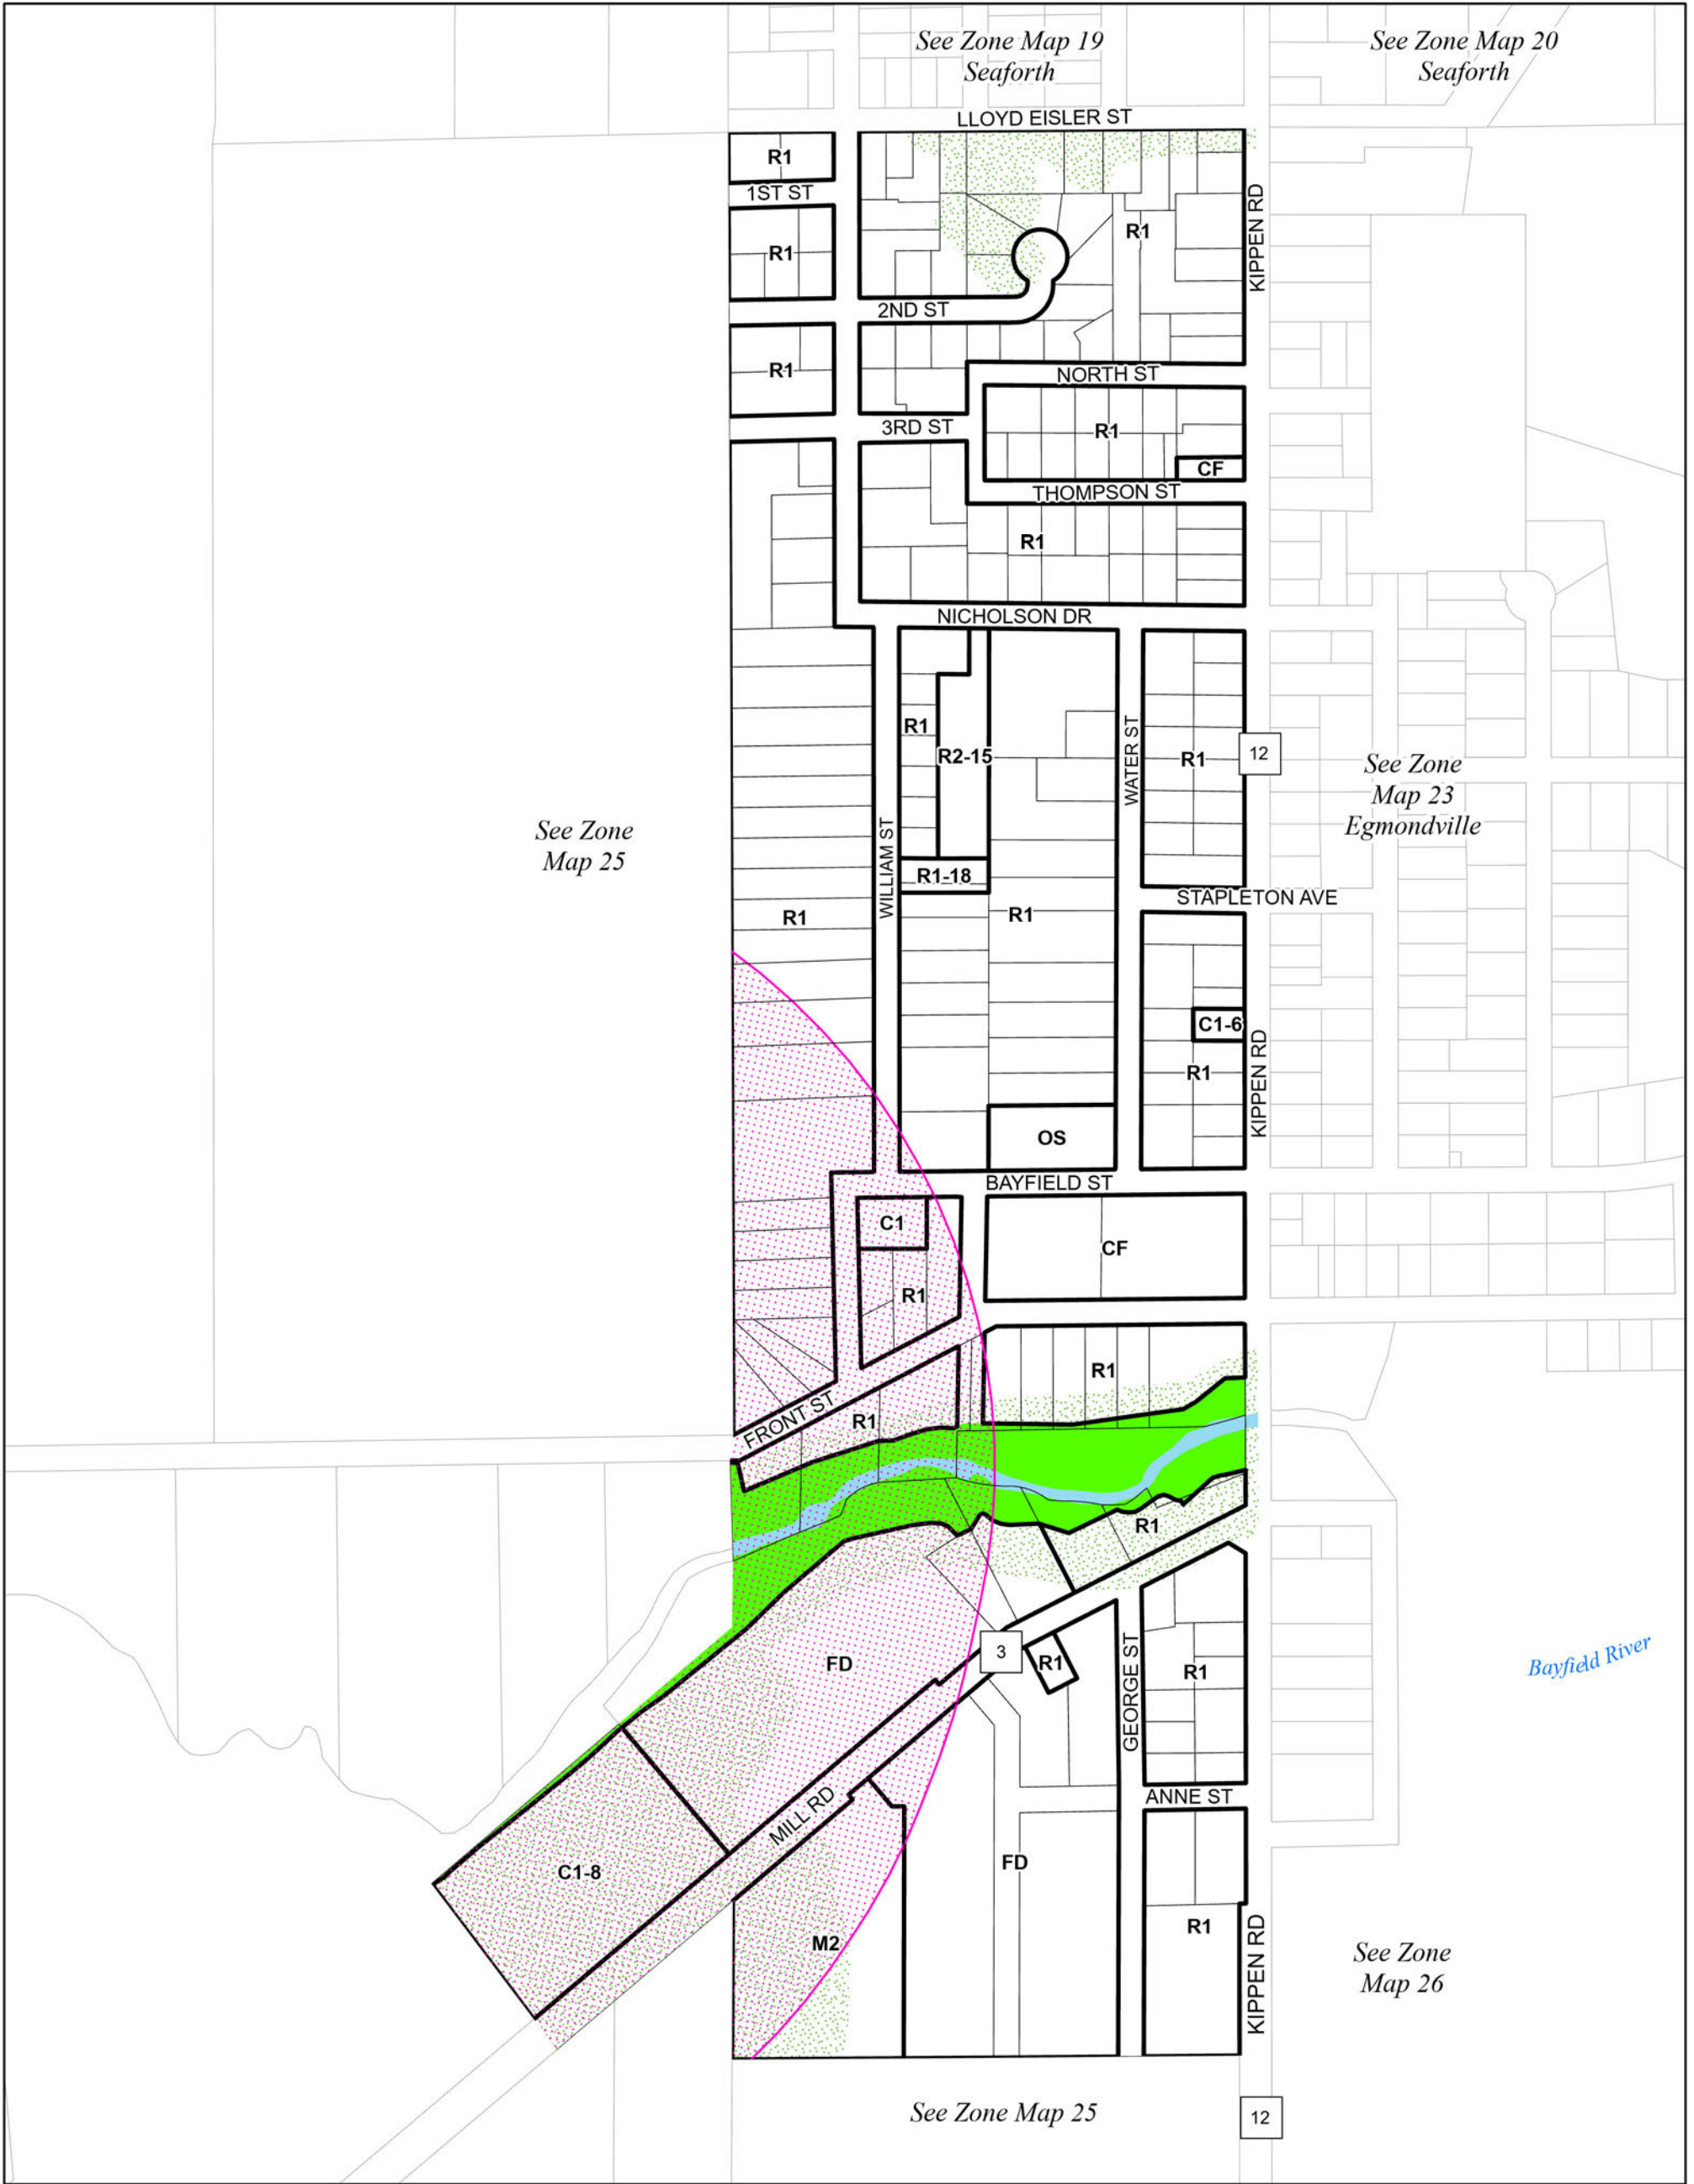 See Zone Map 19
Seaforth
See Zone Map 20
Seaforth
LLOYD EISLER ST
R1
1ST ST
KIPPEN RD
R1
R1
2ND ST
R1
NORTH ST
3RD ST
R1
CF
THOMPSON ST
R1
NICHOLSON DR
R1
WATER ST
R2-15
R1
12
See Zone
Map 23
Egmondville
See Zone
Map 25
WILLIAM ST
R1-18
STAPLETON AVE
R1
R1
C1-6
R1
KIPPEN RD
OS
BAYFIELD ST
C1
CF
R1
R1
FRONT ST
R1
R1
3
R1
FD
GEORGE ST
R1
Bayfield River
ANNE ST
MILL RD
FD
C1-8
R1
M2
KIPPEN RD
See Zone
Map 26
See Zone Map 25
12